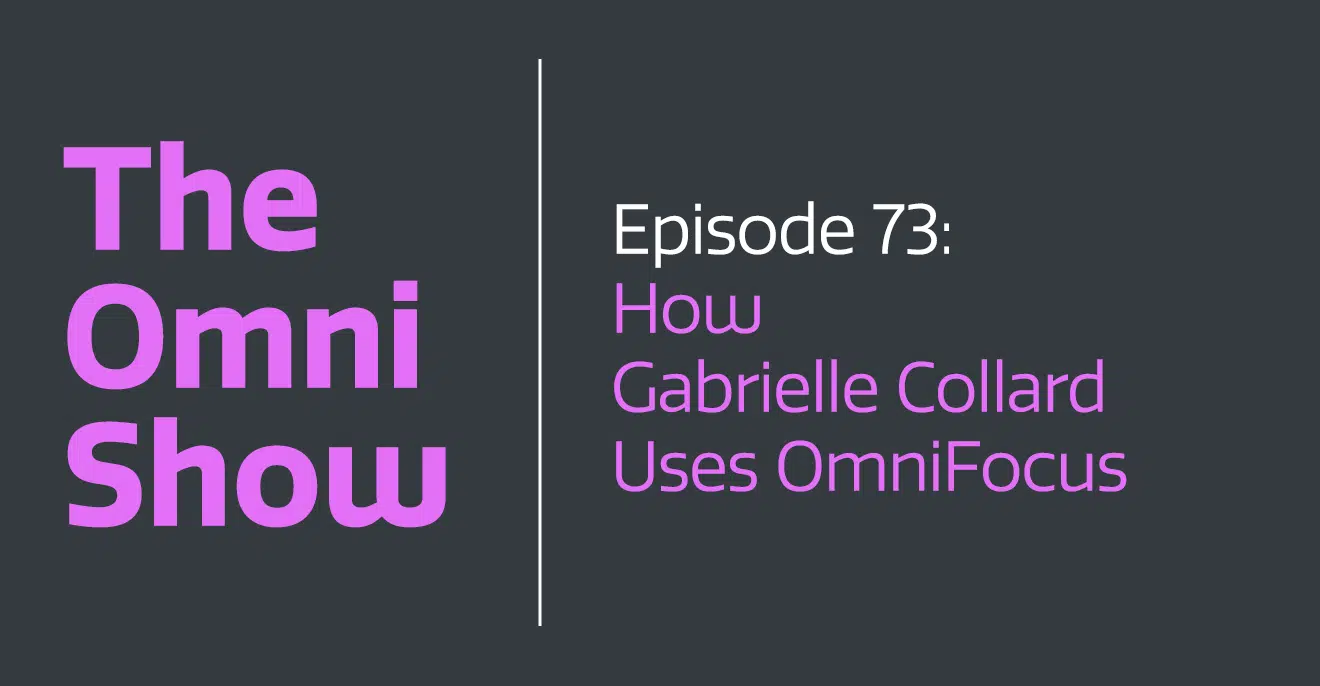 The
Omni
Show
Episode 73:
How
Gabrielle Collard
Uses OmniFocus